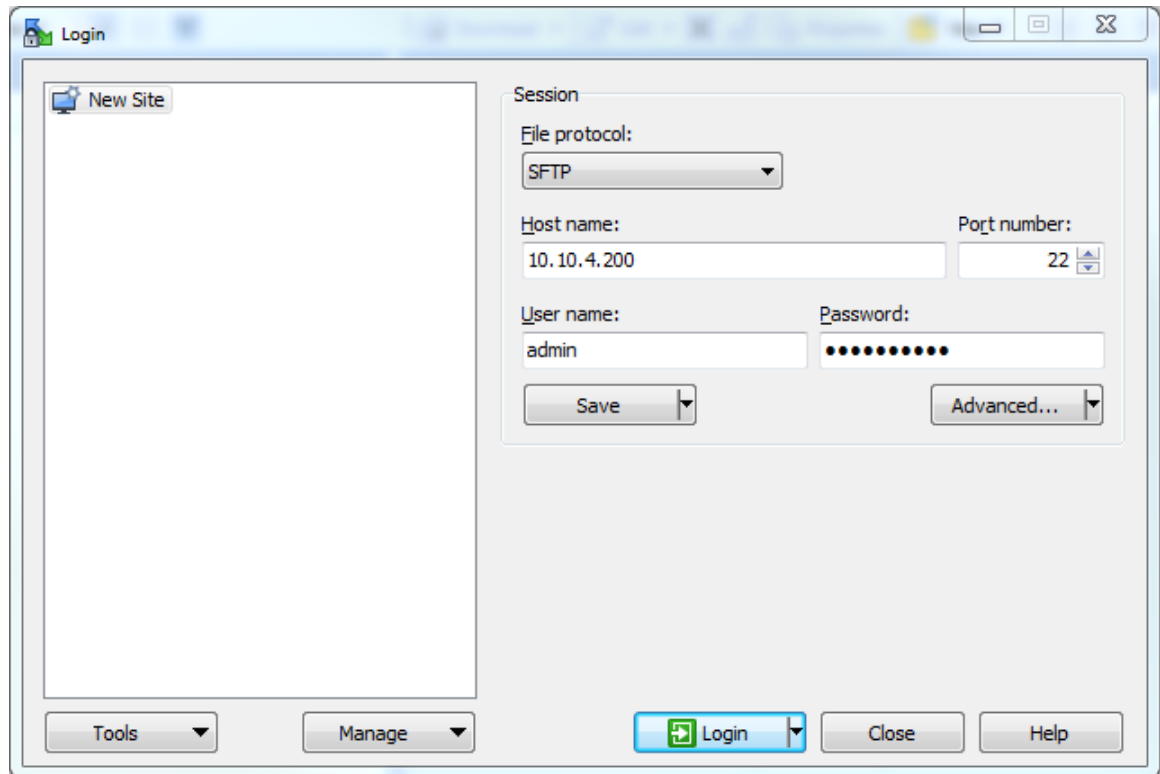 Login
New Site
Session
File protocol:
SFTP
Host name:
Port number:
10.10.4.200
22
User name:
Password:
admin
●●●●●●●●●●
Save
Advanced...
Tools
Manage
Login
Close
Help